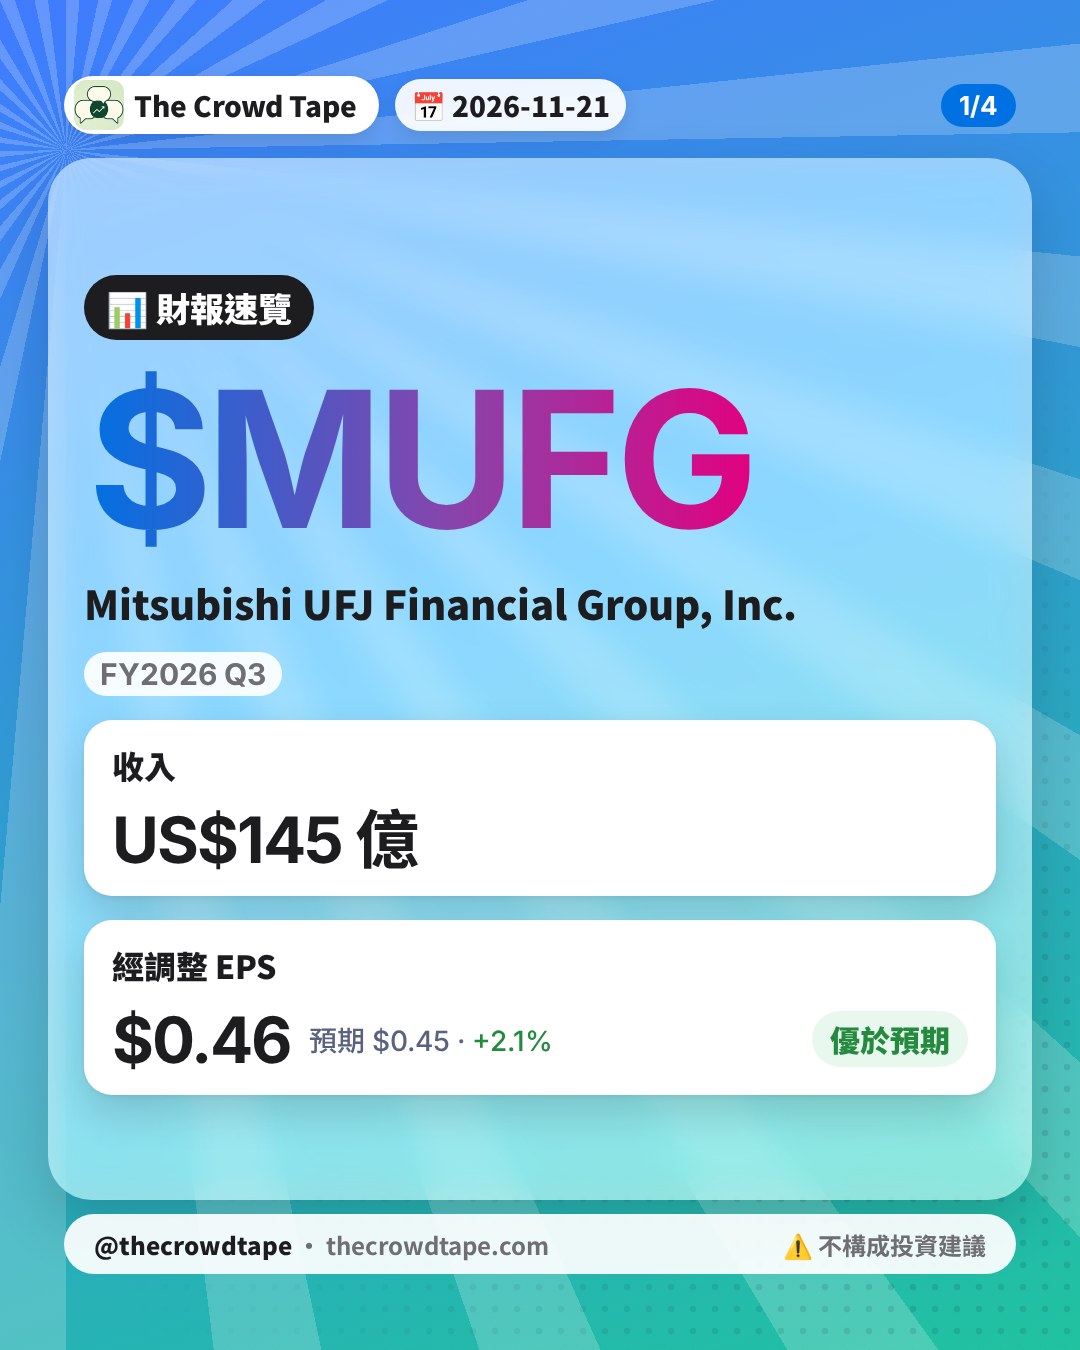 The Crowd Tape
📅 2026-11-21
1/4
📊 財報速覽
$MUFG
Mitsubishi UFJ Financial Group, Inc.
FY2026 Q3
收入
US$145 億
經調整 EPS
$0.46 預期 $0.45 · +2.1% 優於預期
@thecrowdtape • thecrowdtape.com
⚠️ 不構成投資建議